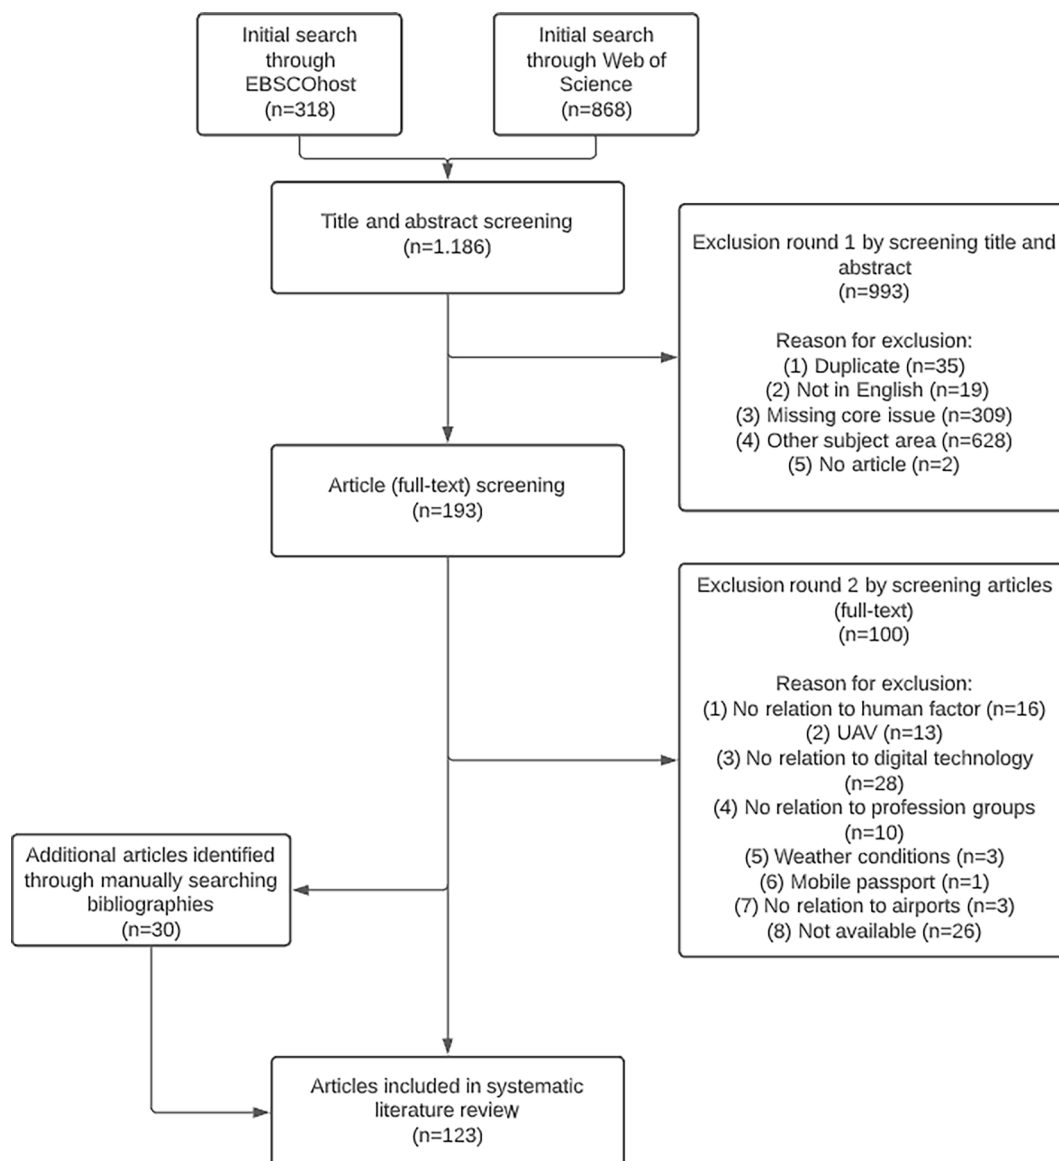 Initial search
through
EBSCOhost
(n=318)
Initial search
through Web of
Science
(n=868)
Title and abstract screening
(n=1.186)
Exclusion round 1 by screening title and
abstract
(n=993)
Reason for exclusion:
(1) Duplicate (n=35)
(2) Not in English (n=19)
(3) Missing core issue (n=309)
(4) Other subject area (n=628)
(5) No article (n=2)
Article (full-text) screening
(n=193)
Exclusion round 2 by screening articles
(full-text)
(n=100)
Reason for exclusion:
(1) No relation to human factor (n=16)
(2) UAV (n=13)
(3) No relation to digital technology
(n=28)
(4) No relation to profession groups
(n=10)
(5) Weather conditions (n=3)
(6) Mobile passport (n=1)
(7) No relation to airports (n=3)
(8) Not available (n=26)
Additional articles identified
through manually searching
bibliographies
(n=30)
Articles included in systematic
literature review
(n=123)